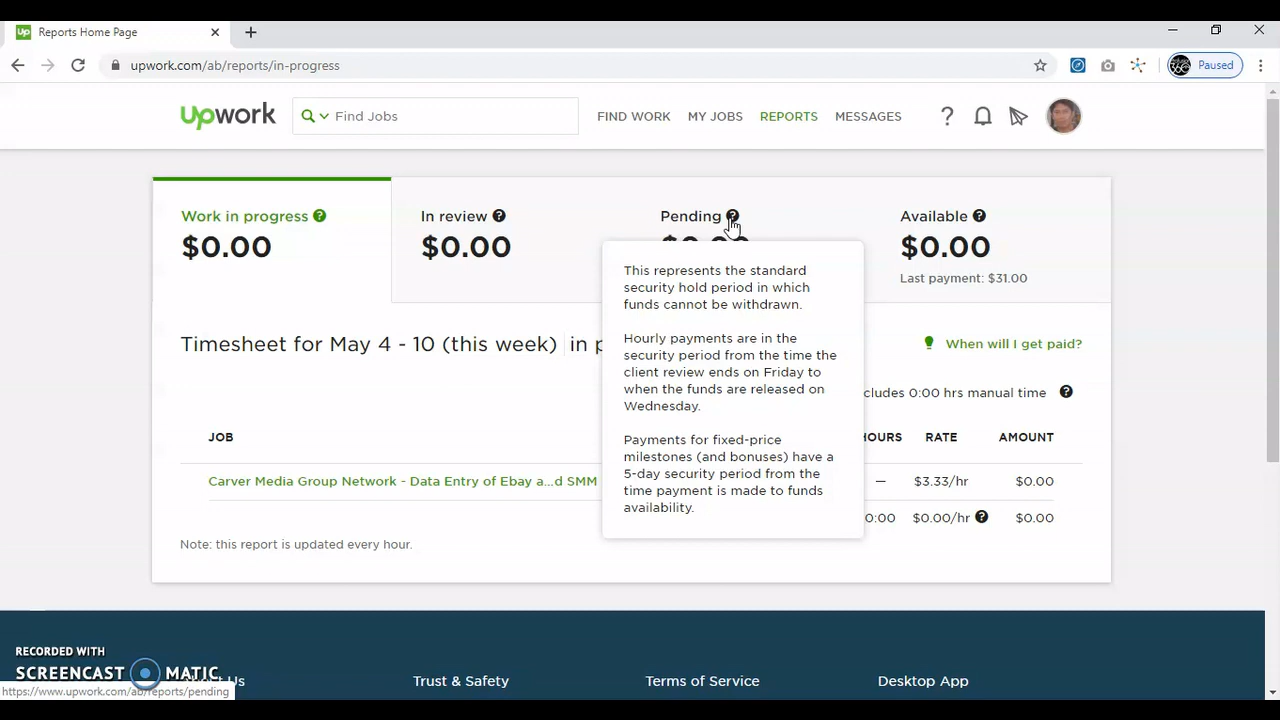 Reports Home Page
upwork.com/ab/reports/in-progress
Paused
upwork
Find Jobs
FIND WORK
MY JOBS
REPORTS
MESSAGES
Work in progress
$0.00
In review
$0.00
Pending
Available
$0.00
Last payment: $31.00
This represents the standard
security hold period in which
funds cannot be withdrawn.
Hourly payments are in the
security period from the time the
client review ends on Friday to
when the funds are released on
Wednesday.
Payments for fixed-price
milestones (and bonuses) have a
5-day security period from the
time payment is made to funds
availability.
Timesheet for May 4 - 10 (this week) in p
When will I get paid?
cludes 0:00 hrs manual time
JOB
HOURS
RATE
AMOUNT
Carver Media Group Network - Data Entry of Ebay a...d SMM
—
$3.33/hr
$0.00
0:00
$0.00/hr
$0.00
Note: this report is updated every hour.
RECORDED WITH
SCREENCAST MATIC
Us
Trust & Safety
Terms of Service
Desktop App
https://www.upwork.com/ab/reports/pending